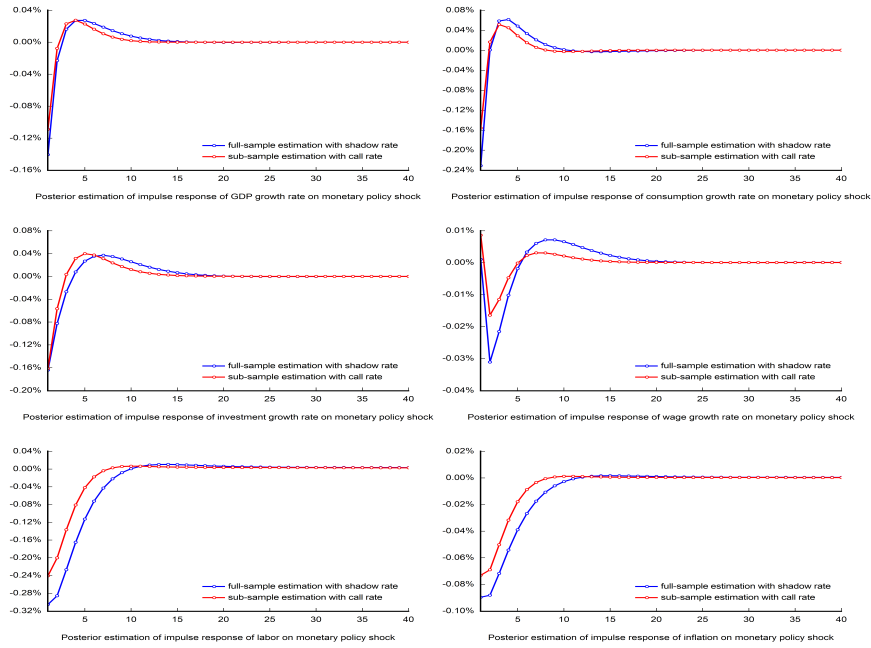 0.04%
0.00%
-0.04%
-0.08%
-0.12%
-0.16%
5 10 15 20 25 30 35 40
full-sample estimation with shadow rate
sub-sample estimation with call rate
Posterior estimation of impulse response of GDP growth rate on monetary policy shock
0.08%
0.04%
0.00%
-0.04%
-0.08%
-0.12%
-0.16%
-0.20%
-0.24%
5 10 15 20 25 30 35 40
full-sample estimation with shadow rate
sub-sample estimation with call rate
Posterior estimation of impulse response of consumption growth rate on monetary policy shock
0.08%
0.04%
0.00%
-0.04%
-0.08%
-0.12%
-0.16%
-0.20%
5 10 15 20 25 30 35 40
full-sample estimation with shadow rate
sub-sample estimation with call rate
Posterior estimation of impulse response of investment growth rate on monetary policy shock
0.01%
0.00%
-0.01%
-0.02%
-0.03%
-0.04%
5 10 15 20 25 30 35 40
full-sample estimation with shadow rate
sub-sample estimation with call rate
Posterior estimation of impulse response of wage growth rate on monetary policy shock
0.04%
0.00%
-0.04%
-0.08%
-0.12%
-0.16%
-0.20%
-0.24%
-0.28%
-0.32%
5 10 15 20 25 30 35 40
full-sample estimation with shadow rate
sub-sample estimation with call rate
Posterior estimation of impulse response of labor on monetary policy shock
0.02%
0.00%
-0.02%
-0.04%
-0.06%
-0.08%
-0.10%
5 10 15 20 25 30 35 40
full-sample estimation with shadow rate
sub-sample estimation with call rate
Posterior estimation of impulse response of inflation on monetary policy shock